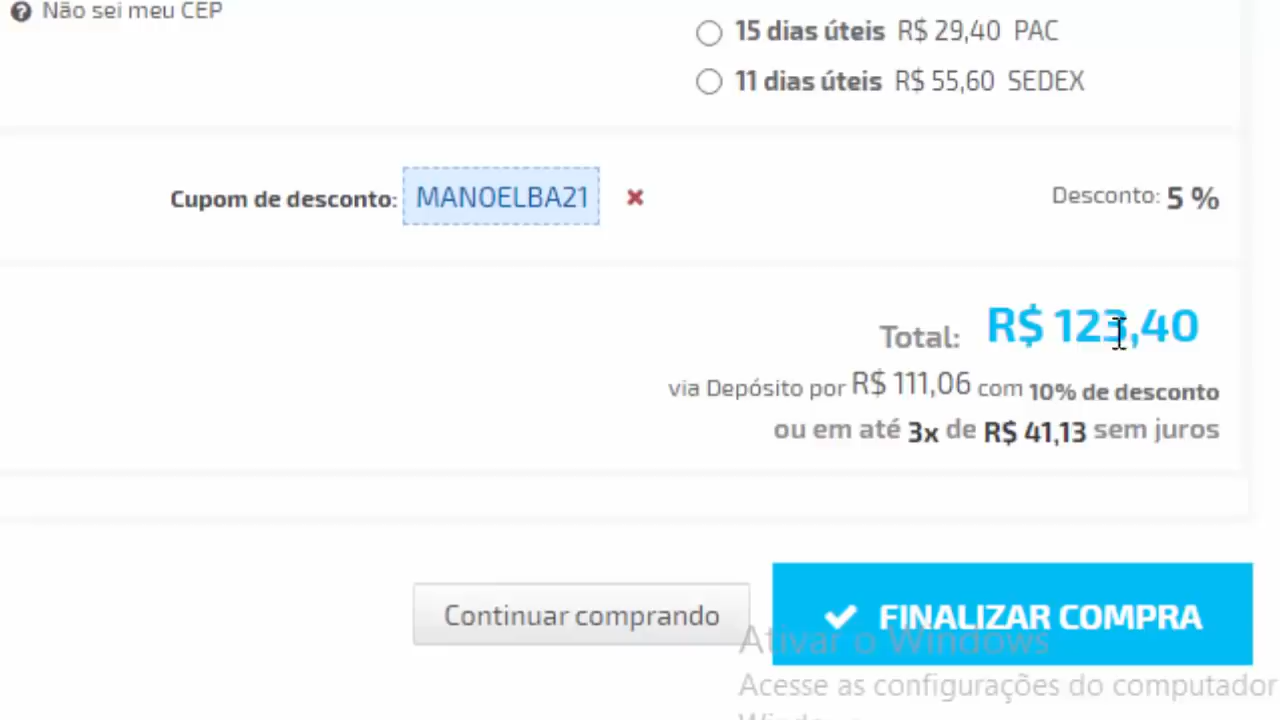 Não sei meu CEP
15 dias úteis R$ 29,40 PAC
11 dias úteis R$ 55,60 SEDEX
Cupom de desconto: MANOELBA21 Desconto: 5 %
Total: R$ 123,40
via Depósito por R$ 111,06 com 10% de desconto
ou em até 3x de R$ 41,13 sem juros
Continuar comprando
FINALIZAR COMPRA
Ativar o Windows
Acesse as configurações do computador